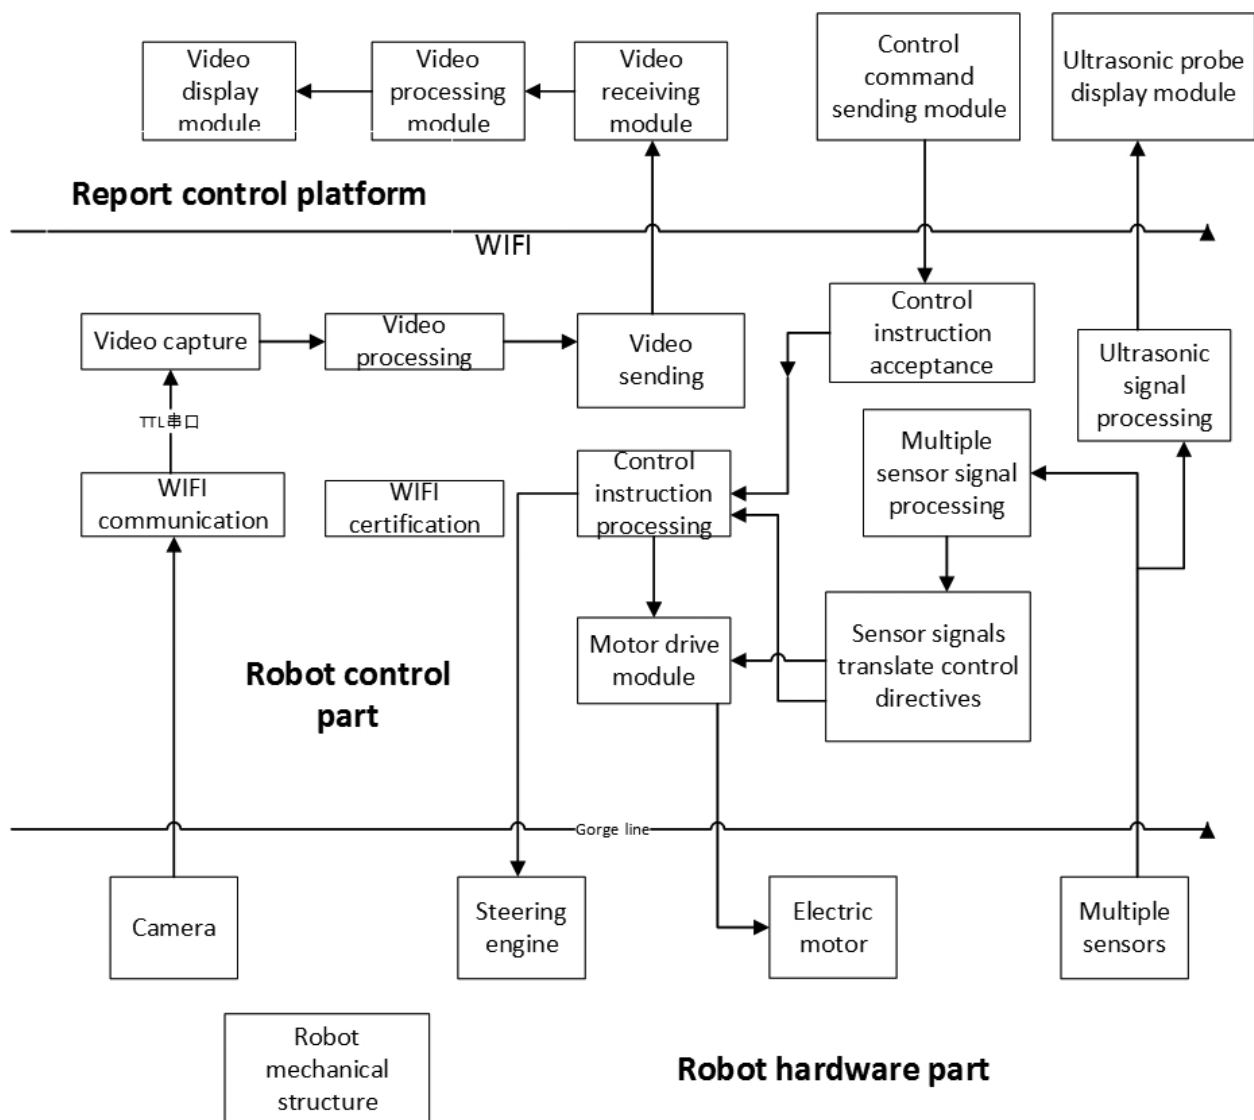 Video
display
module
Video
processing
module
Video
receiving
module
Control
command
sending module
Ultrasonic probe
display module
Report control platform
WIFI
Video capture
Video
processing
Video
sending
Control
instruction
acceptance
Ultrasonic
signal
processing
TTL串口
WIFI
communication
WIFI
certification
Control
instruction
processing
Multiple
sensor signal
processing
Motor drive
module
Sensor signals
translate control
directives
Robot control
part
Gorge line
Camera
Steering
engine
Electric
motor
Multiple
sensors
Robot
mechanical
structure
Robot hardware part